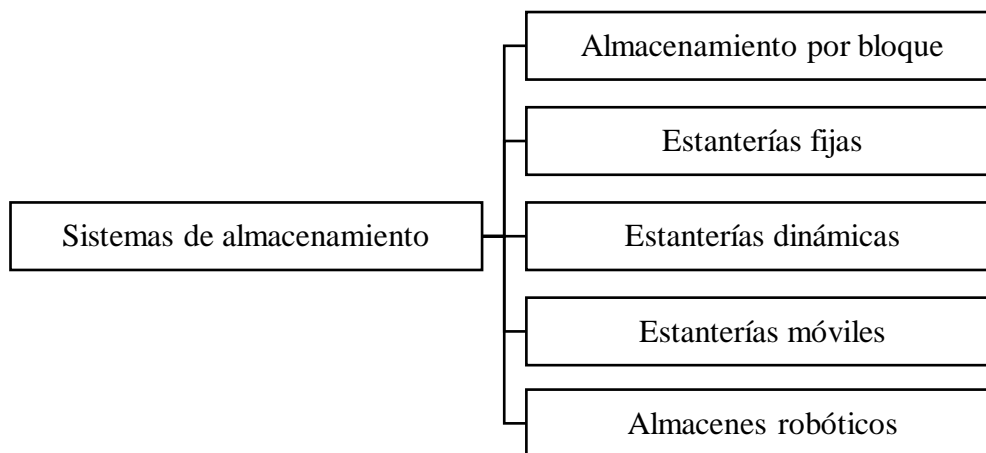 Almacenamiento por bloque
Estanterías fijas
Sistemas de almacenamiento
Estanterías dinámicas
Estanterías móviles
Almacenes robóticos